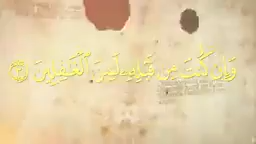 وَإِن كُنتَ مِن قَبْلِهِۦ لَمِنَ ٱلْغَـٰفِلِينَ ٣